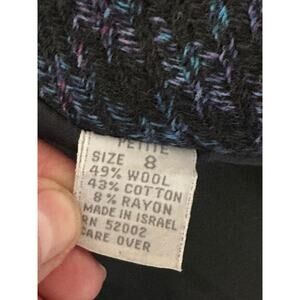 PETITE
SIZE 8
49% WOOL
43% COTTON
8% RAYON
MADE IN ISRAEL
RN 52002
CARE OVER